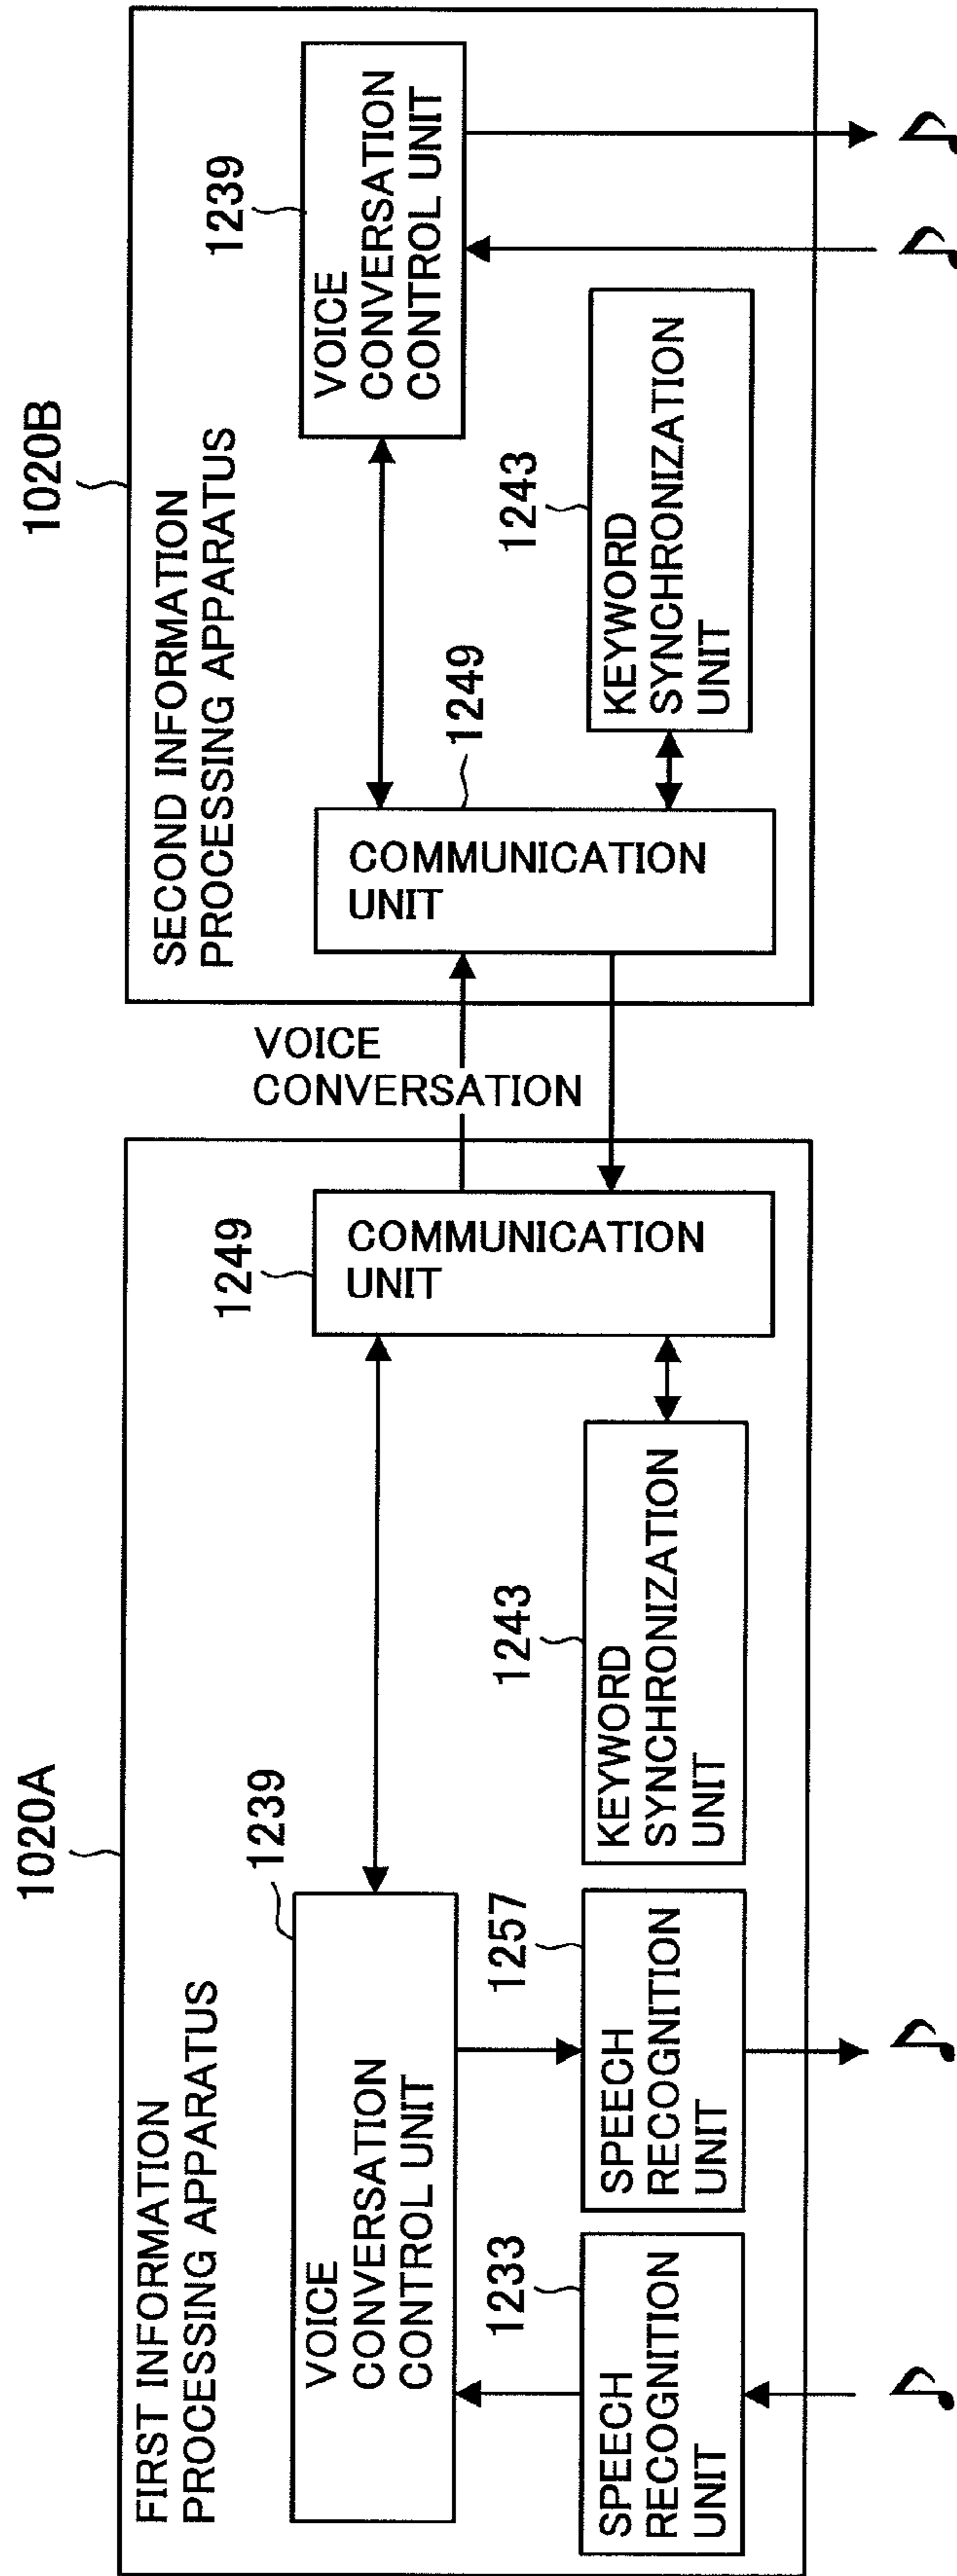 1020A
FIRST INFORMATION
PROCESSING APPARATUS
1239
VOICE
CONVERSATION
CONTROL UNIT
1233
SPEECH
RECOGNITION
UNIT
1257
SPEECH
RECOGNITION
UNIT
1243
KEYWORD
SYNCHRONIZATION
UNIT
1249
COMMUNICATION
UNIT
VOICE
CONVERSATION
1020B
SECOND INFORMATION
PROCESSING APPARATUS
1249
COMMUNICATION
UNIT
1239
VOICE
CONVERSATION
CONTROL UNIT
1243
KEYWORD
SYNCHRONIZATION
UNIT